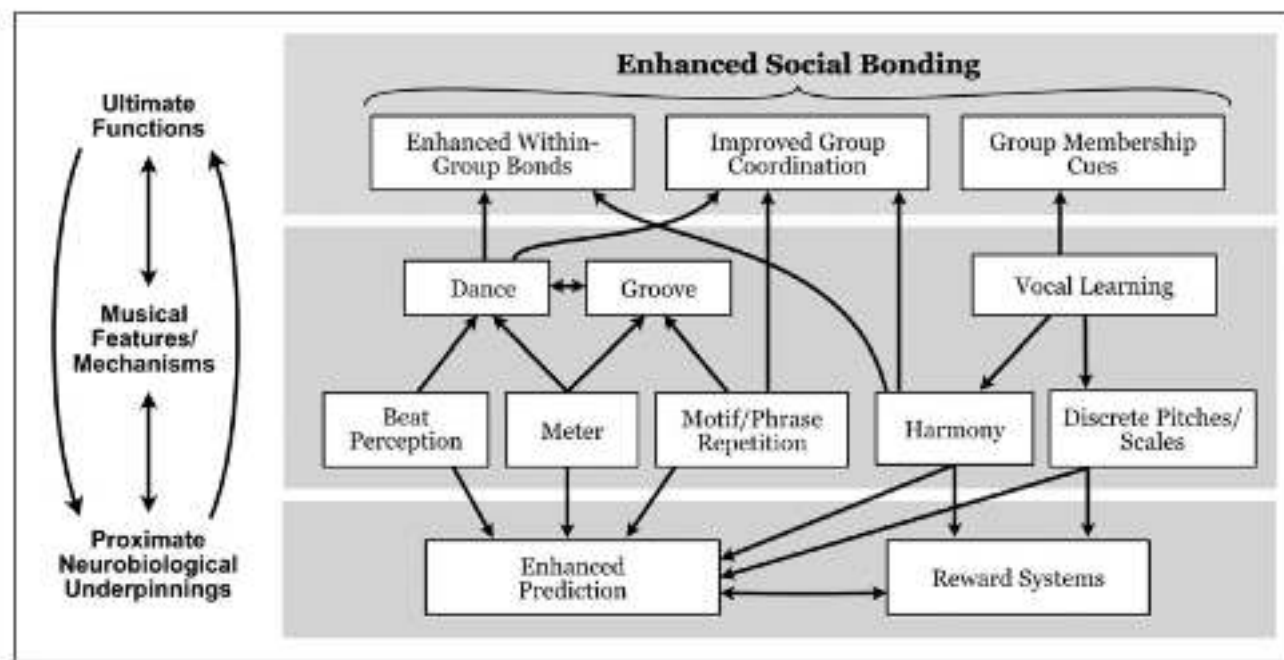 Ultimate
Functions
Musical
Features/
Mechanisms
Proximate
Neurobiological
Underpinnings
Enhanced Social Bonding
Enhanced Within-
Group Bonds
Improved Group
Coordination
Group Membership
Cues
Dance
Groove
Vocal Learning
Beat
Perception
Meter
Motif/Phrase
Repetition
Harmony
Discrete Pitches/
Scales
Enhanced
Prediction
Reward Systems